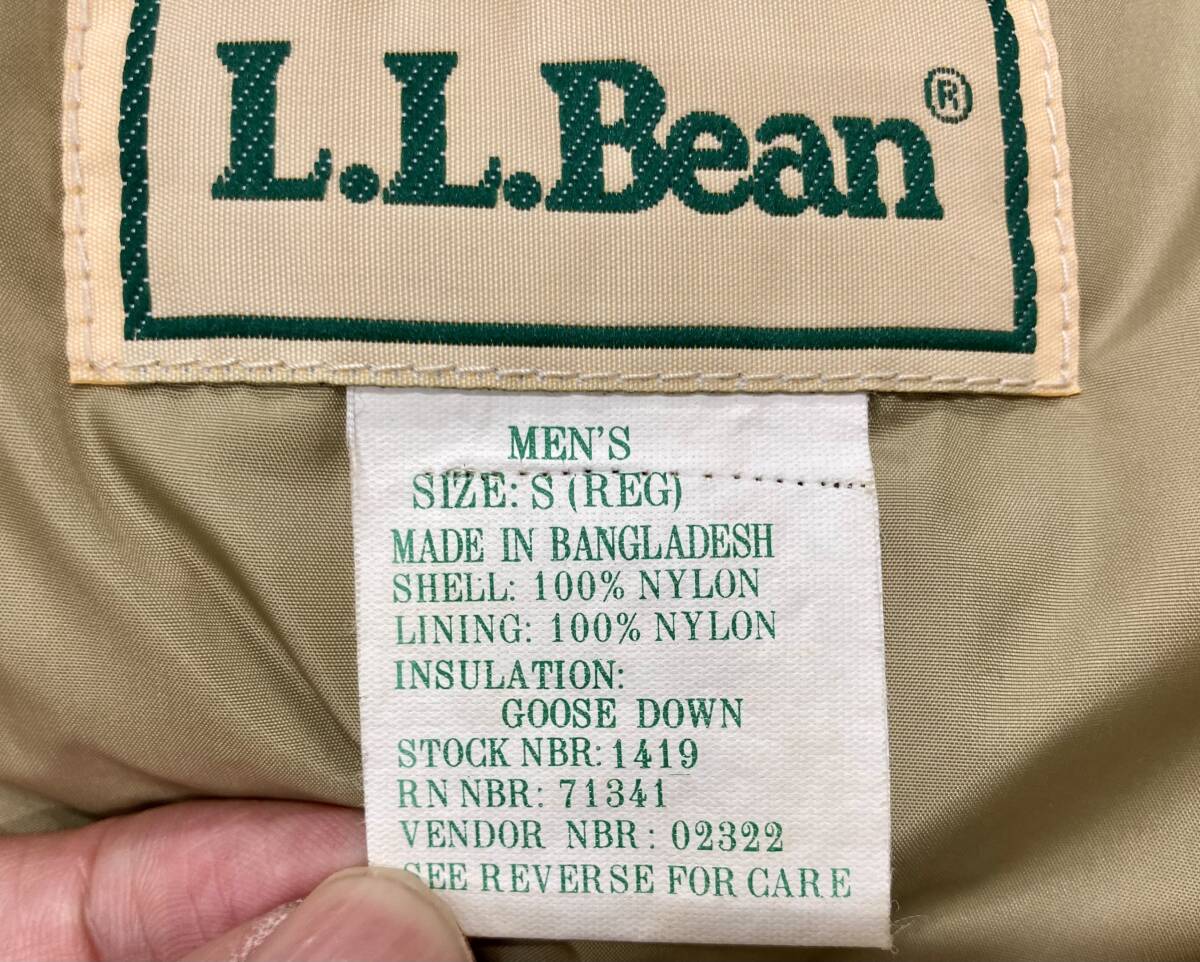 L.L.Bean®
MEN'S
SIZE: S (REG)
MADE IN BANGLADESH
SHELL: 100% NYLON
LINING: 100% NYLON
INSULATION:
GOOSE DOWN
STOCK NBR: 1419
RN NBR: 71341
VENDOR NBR: 02322
SEE REVERSE FOR CARE